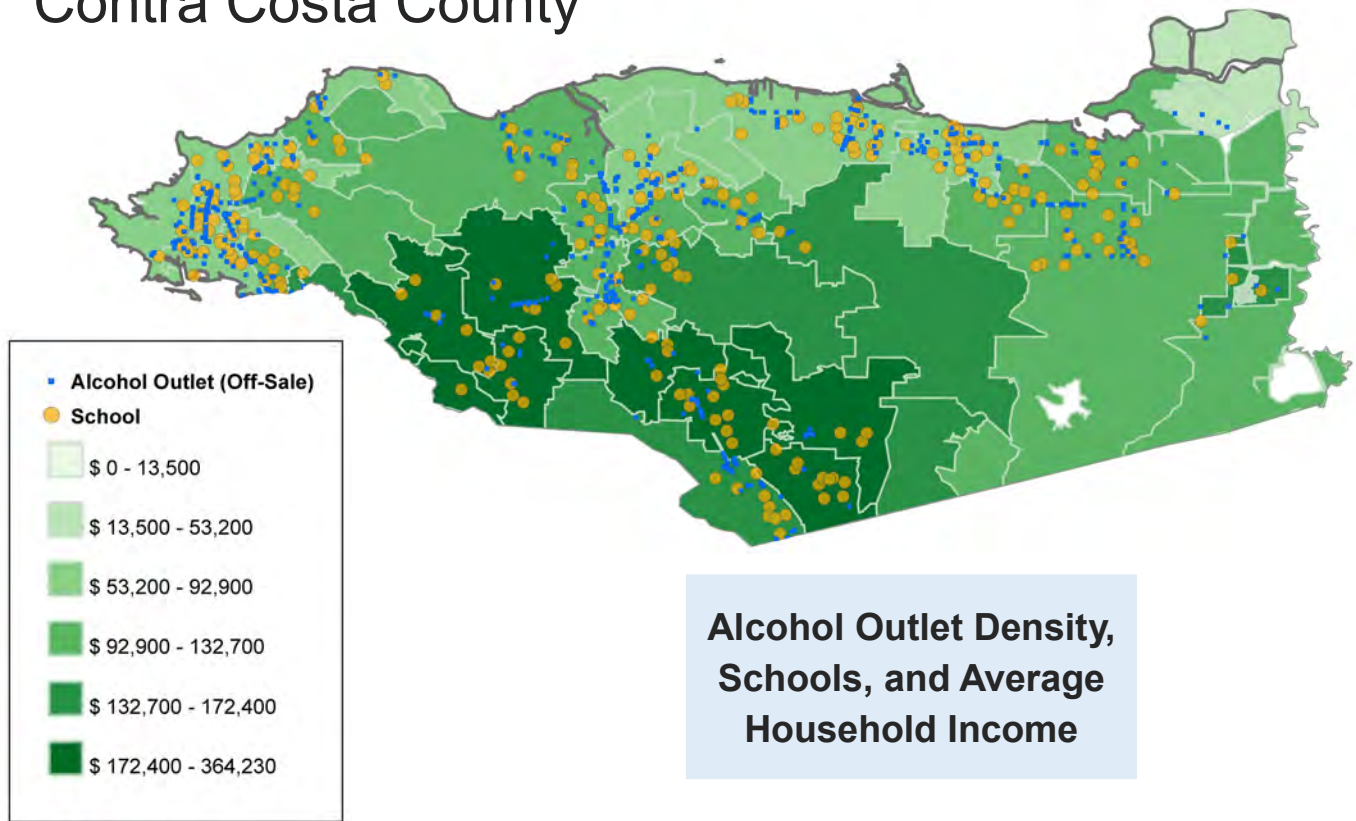 Contra Costa County
Alcohol Outlet (Off-Sale)
School
$ 0 - 13,500
$ 13,500 - 53,200
$ 53,200 - 92,900
$ 92,900 - 132,700
$ 132,700 - 172,400
$ 172,400 - 364,230
Alcohol Outlet Density,
Schools, and Average
Household Income